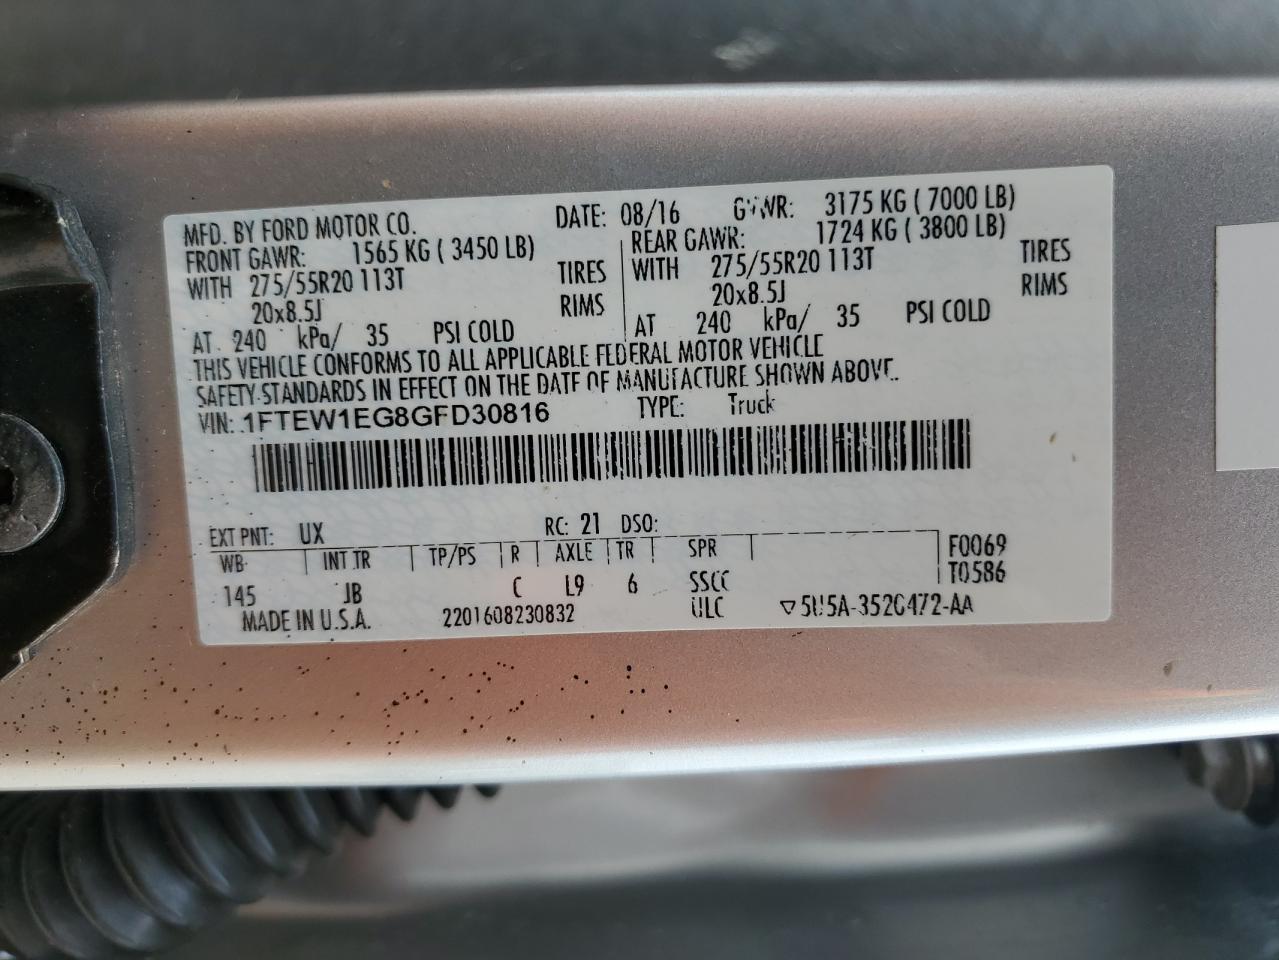 MFD. BY FORD MOTOR CO. DATE: 08/16 GVWR: 3175 KG ( 7000 LB)
FRONT GAWR: 1565 KG ( 3450 LB) REAR GAWR: 1724 KG ( 3800 LB)
WITH 275/55R20 113T TIRES WITH 275/55R20 113T TIRES
20x8.5J RIMS 20x8.5J RIMS
AT 240 kPa/ 35 PSI COLD AT 240 kPa/ 35 PSI COLD
THIS VEHICLE CONFORMS TO ALL APPLICABLE FEDERAL MOTOR VEHICLE
SAFETY STANDARDS IN EFFECT ON THE DATE OF MANUFACTURE SHOWN ABOVE.
VIN: 1FTEW1EG8GFD30816 TYPE: Truck
EXT PNT: UX RC: 21 DSO:
WB INT TR TP/PS R AXLE TR SPR F0069
145 JB C L9 6 SSCC T0586
MADE IN U.S.A. 2201608230832 ULC ▽5U5A-3520472-AA